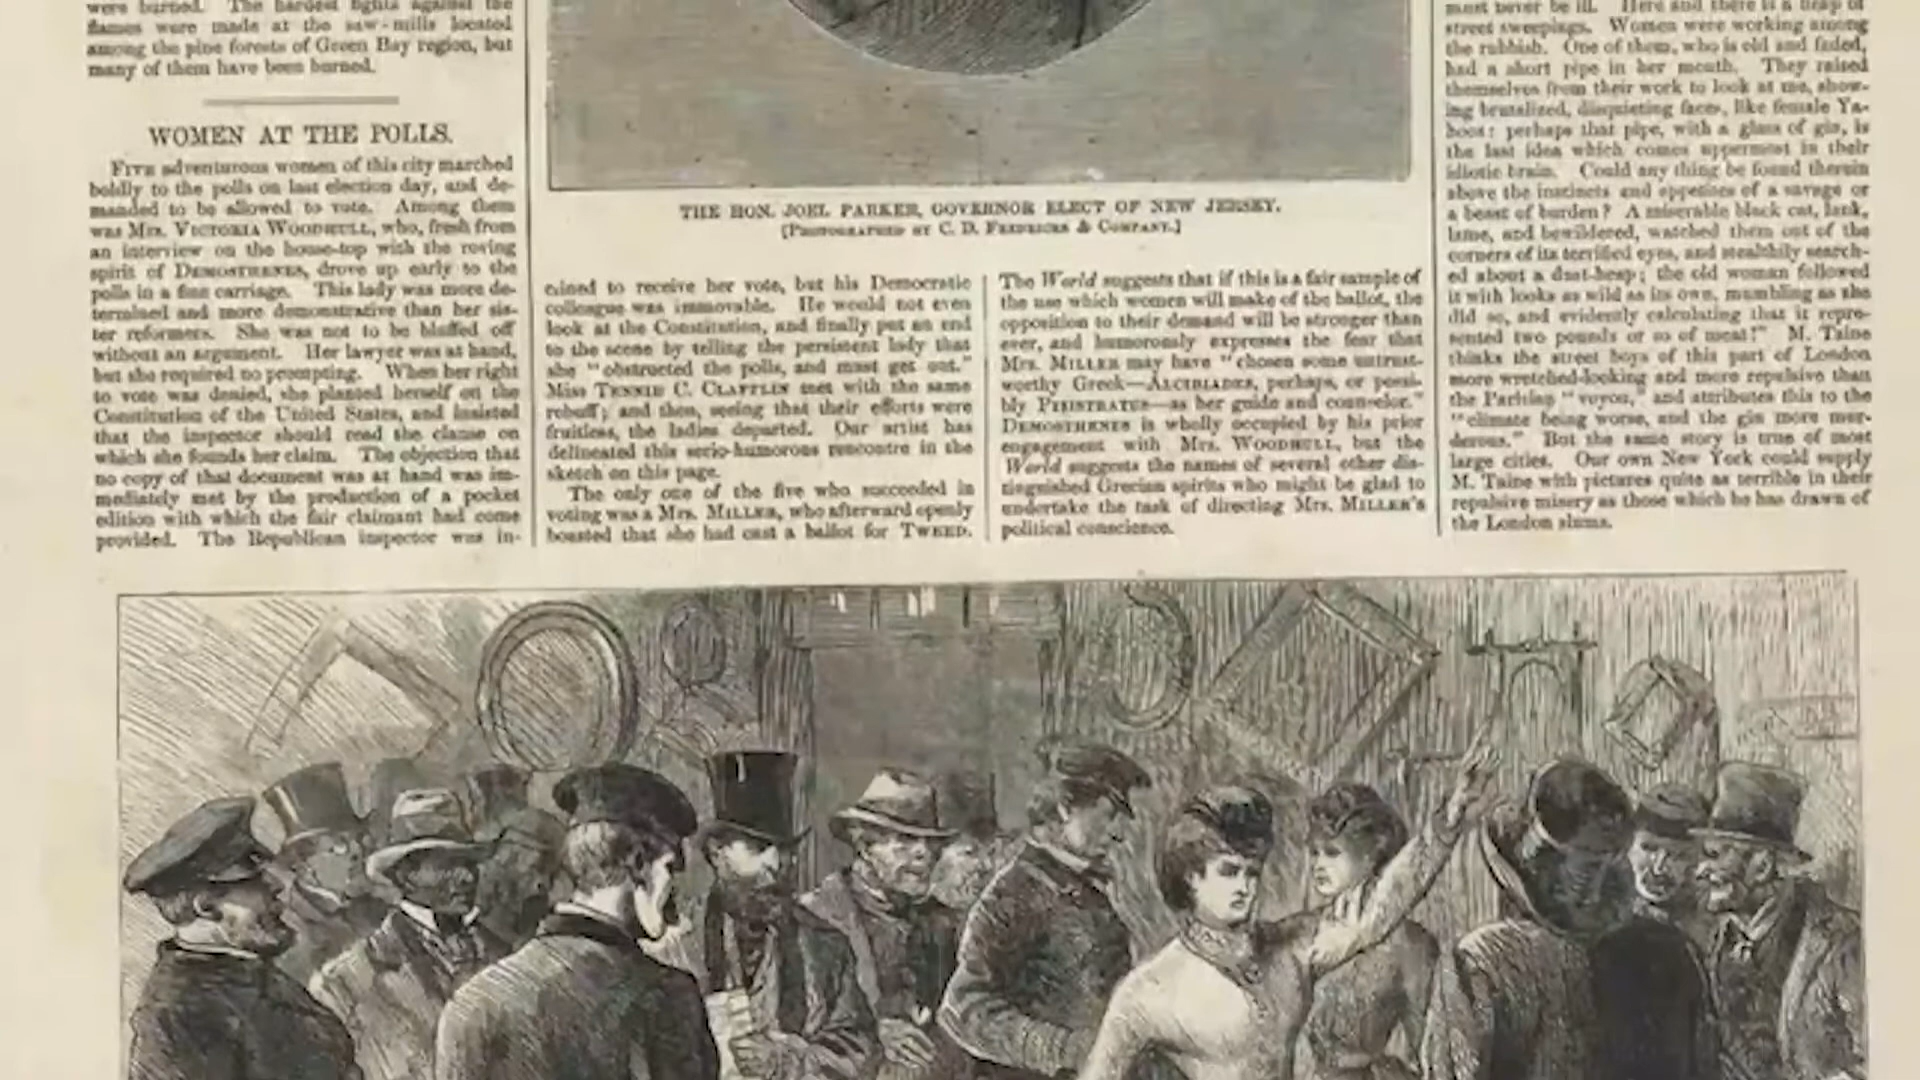 were burned. The hardest fights against the
flames were made at the saw-mills located
among the pine forests of Green Bay region, but
many of them have been burned.
WOMEN AT THE POLLS.
FIVE adventurous women of this city marched
boldly to the polls on last election day, and de-
manded to be allowed to vote. Among them
was Mrs. VICTORIA WOODHULL, who, fresh from
an interview on the house-top with the roving
spirit of DEMOSTHENES, drove up early to the
polls in a fine carriage. This lady was more de-
termined and more demonstrative than her sis-
ter reformers. She was not to be bluffed off
without an argument. Her lawyer was at hand,
but she required no prompting. When her right
to vote was denied, she planted herself on the
Constitution of the United States, and insisted
that the inspector should read the clause on
which she founds her claim. The objection that
no copy of that document was at hand was im-
mediately met by the production of a pocket
edition with which the fair claimant had come
provided. The Republican inspector was in-
THE HON. JOEL PARKER, GOVERNOR ELECT OF NEW JERSEY.
[PHOTOGRAPHED BY C. D. FREDRICKS & COMPANY.]
clined to receive her vote, but his Democratic
colleague was immovable. He would not even
look at the Constitution, and finally put an end
to the scene by telling the persistent lady that
she "obstructed the polls, and must get out."
Miss TENNIE C. CLAFFLIN met with the same
rebuff; and then, seeing that their efforts were
fruitless, the ladies departed. Our artist has
delineated this serio-humorous rencontre in the
sketch on this page.
The only one of the five who succeeded in
voting was a Mrs. MILLER, who afterward openly
boasted that she had cast a ballot for TWEED.
The World suggests that if this is a fair sample of
the use which women will make of the ballot, the
opposition to their demand will be stronger than
ever, and humorously expresses the fear that
Mrs. MILLER may have "chosen some untrust-
worthy Greek—ALCIBIADES, perhaps, or possi-
bly PISISTRATUS—as her guide and counselor."
DEMOSTHENES is wholly occupied by his prior
engagement with Mrs. WOODHULL, but the
World suggests the names of several other dis-
tinguished Grecian spirits who might be glad to
undertake the task of directing Mrs. MILLER'S
political conscience.
must never be ill. Here and there is a heap of
street sweepings. Women were working among
the rubbish. One of them, who is old and faded,
had a short pipe in her mouth. They raised
themselves from their work to look at me, show-
ing brutalized, disquieting faces, like female Ya-
hoos: perhaps that pipe, with a glass of gin, is
the last idea which comes uppermost in their
idiotic brain. Could any thing be found therein
above the instincts and appetites of a savage or
a beast of burden? A miserable black cat, lank,
lame, and bewildered, watched them out of the
corners of its terrified eyes, and stealthily search-
ed about a dust-heap; the old woman followed
it with looks as wild as its own, mumbling as she
did so, and evidently calculating that it repre-
sented two pounds or so of meat!" M. Taine
thinks the street boys of this part of London
more wretched-looking and more repulsive than
the Parisian "voyou," and attributes this to the
"climate being worse, and the gin more mur-
derous." But the same story is true of most
large cities. Our own New York could supply
M. Taine with pictures quite as terrible in their
repulsive misery as those which he has drawn of
the London slums.